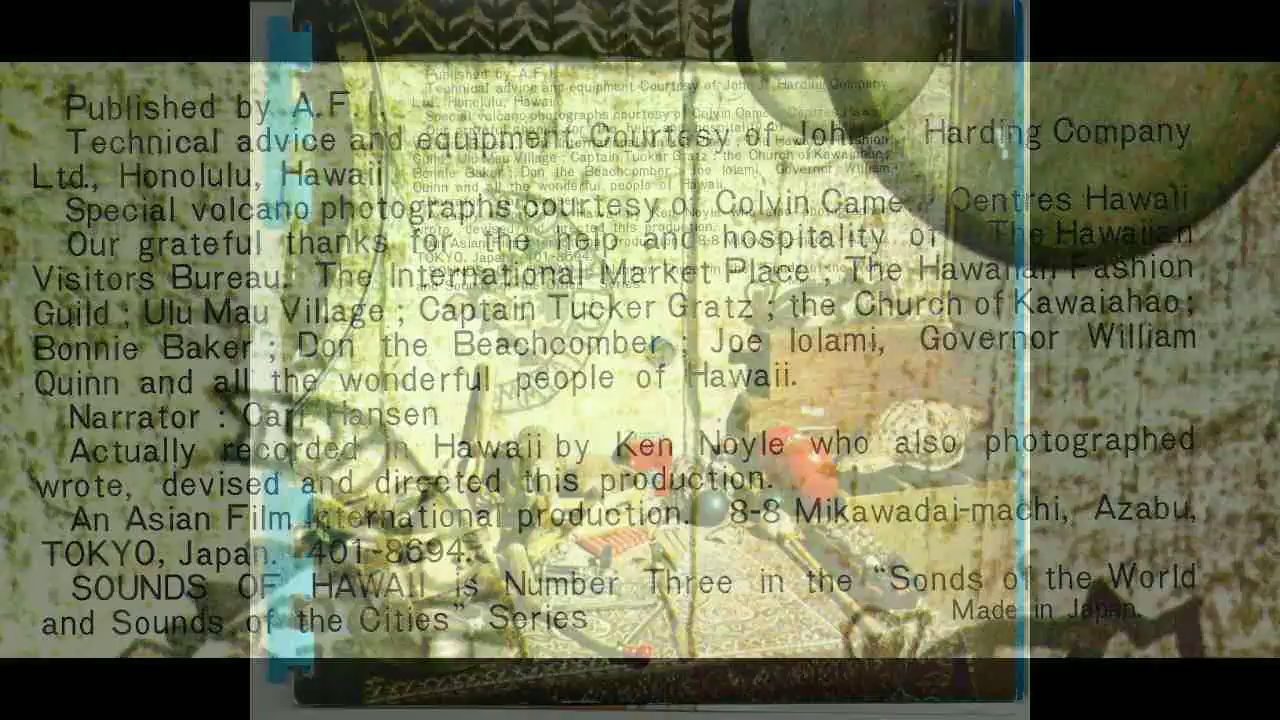 Published by A.F.I.
Technical advice and equipment Courtesy of John Harding Company
Ltd., Honolulu, Hawaii
Special volcano photographs courtesy of Colvin Came Centres Hawaii
Our grateful thanks for the help and hospitality of The Hawaiian
Visitors Bureau: The International Market Place ; The Hawaiian Fashion
Guild ; Ulu Mau Village ; Captain Tucker Gratz ; the Church of Kawaiahao;
Bonnie Baker ; Don the Beachcomber ; Joe Iolami, Governor William
Quinn and all the wonderful people of Hawaii.
Narrator : Carl Hansen
Actually recorded in Hawaii by Ken Noyle who also photographed
wrote, devised and directed this production.
An Asian Film International production. 8-8 Mikawadai-machi, Azabu,
TOKYO, Japan. 401-8694.
SOUNDS OF HAWAII is Number Three in the “Sonds of the World
and Sounds of the Cities” Series
Made in Japan.